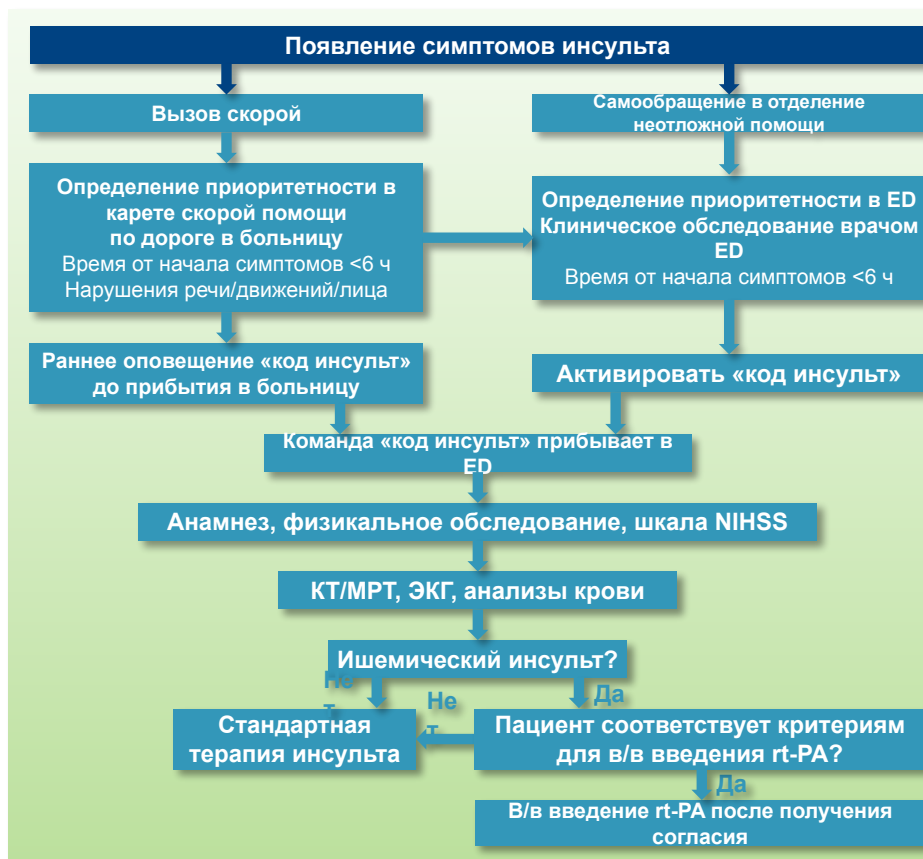 Появление симптомов инсульта
Вызов скорой
Самообращение в отделение
неотложной помощи
Определение приоритетности в
карете скорой помощи
по дороге в больницу
Время от начала симптомов <6 ч
Нарушения речи/движений/лица
Определение приоритетности в ED
Клиническое обследование врачом
ED
Время от начала симптомов <6 ч
Раннее оповещение «код инсульт»
до прибытия в больницу
Активировать «код инсульт»
Команда «код инсульт» прибывает в
ED
Анамнез, физикальное обследование, шкала NIHSS
КТ/МРТ, ЭКГ, анализы крови
Ишемический инсульт?
Не
т
Да
Стандартная
терапия инсульта
Не
т
Пациент соответствует критериям
для в/в введения rt-PA?
Да
В/в введение rt-PA после получения
согласия